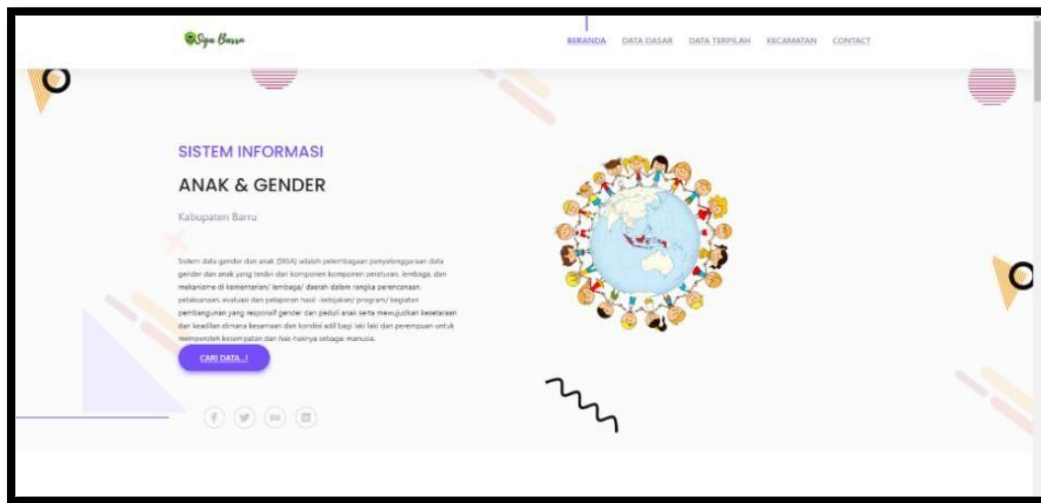 Siga Barru
BERANDA DATA DASAR DATA TERPILAH KECAMATAN CONTACT
SISTEM INFORMASI
ANAK & GENDER
Kabupaten Barru
Sistem data gender dan anak (SIGA) adalah pelembagaan penyelenggaraan data
gender dan anak yang terdiri dari komponen komponen peraturan, lembaga, dan
mekanisme di kementerian/ lembaga/ daerah dalam rangka perencanaan,
pelaksanaan, evaluasi dan pelaporan hasil -kebijakan/ program/ kegiatan
pembangunan yang responsif gender dan peduli anak serta mewujudkan kesetaraan
dan keadilan dimana kesamaan dan kondisi adil bagi laki laki dan perempuan untuk
memperoleh kesempatan dan hak-haknya sebagai manusia.
CARI DATA..!